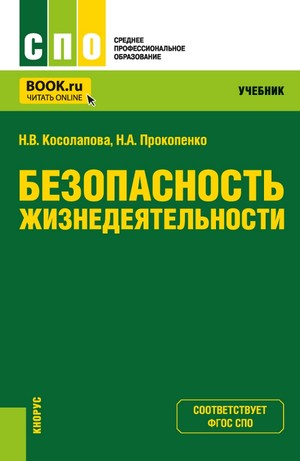 СПО
СРЕДНЕЕ
ПРОФЕССИОНАЛЬНОЕ
ОБРАЗОВАНИЕ
BOOK.ru
ЧИТАТЬ ONLINE
УЧЕБНИК
Н.В. Косолапова, Н.А. Прокопенко
БЕЗОПАСНОСТЬ
ЖИЗНЕДЕЯТЕЛЬНОСТИ
КНОРУС
СООТВЕТСТВУЕТ
ФГОС СПО